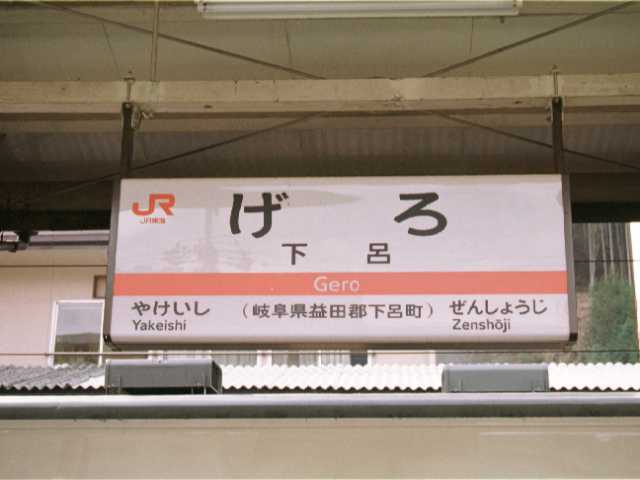 JR
JR東海
げろ
下呂
Gero
やけいし （岐阜県益田郡下呂町） ぜんしょうじ
Yakeishi Zenshōji